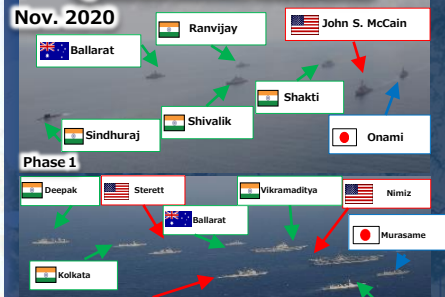 Nov. 2020
Ranvijay
John S. McCain
Ballarat
Shakti
Shivalik
Sindhuraj
Onami
Phase 1
Deepak
Sterett
Vikramaditya
Nimiz
Ballarat
Murasame
Kolkata